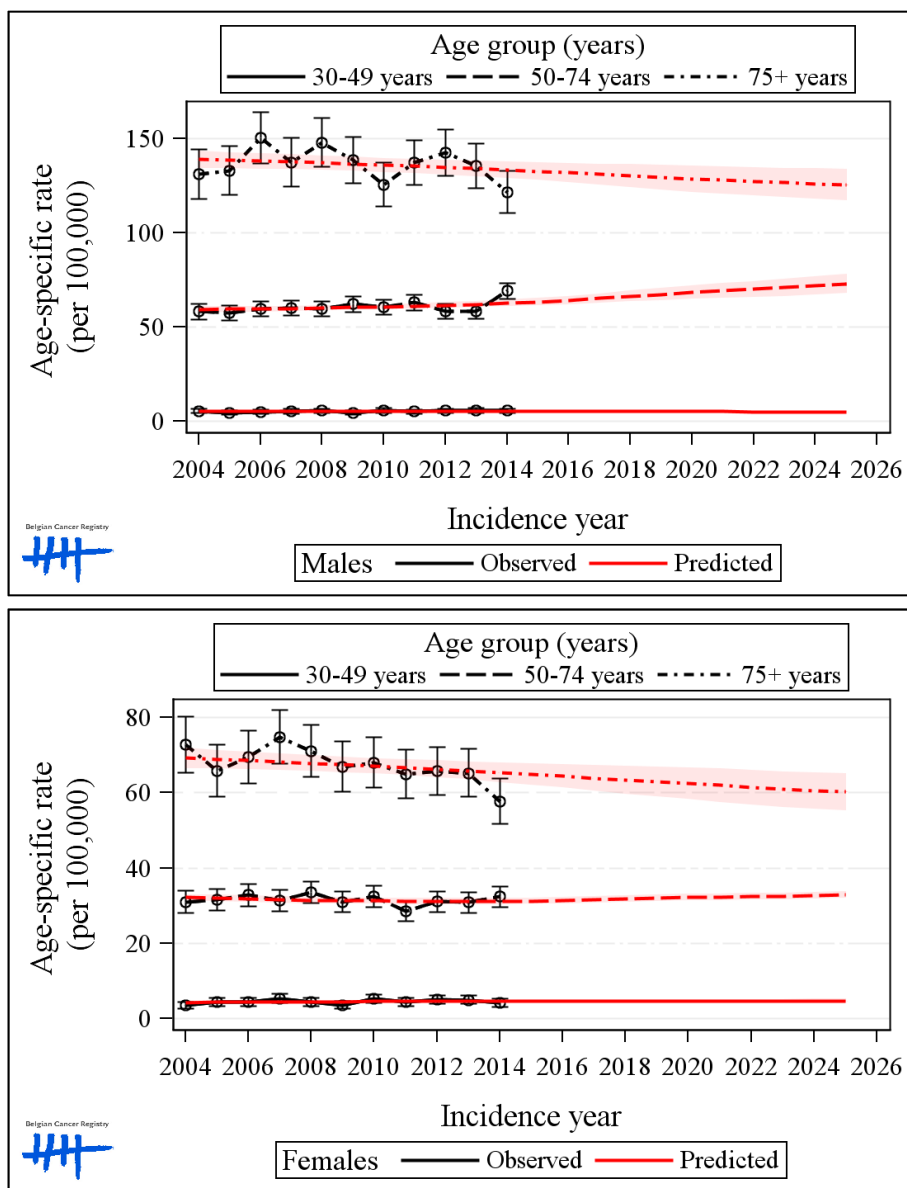 Age group (years)
30-49 years 50-74 years 75+ years
150
100
50
0
Age-specific rate
(per 100,000)
2004 2006 2008 2010 2012 2014 2016 2018 2020 2022 2024 2026
Incidence year
Belgian Cancer Registry
Males Observed Predicted
Age group (years)
30-49 years 50-74 years 75+ years
80
60
40
20
0
Age-specific rate
(per 100,000)
2004 2006 2008 2010 2012 2014 2016 2018 2020 2022 2024 2026
Incidence year
Belgian Cancer Registry
Females Observed Predicted